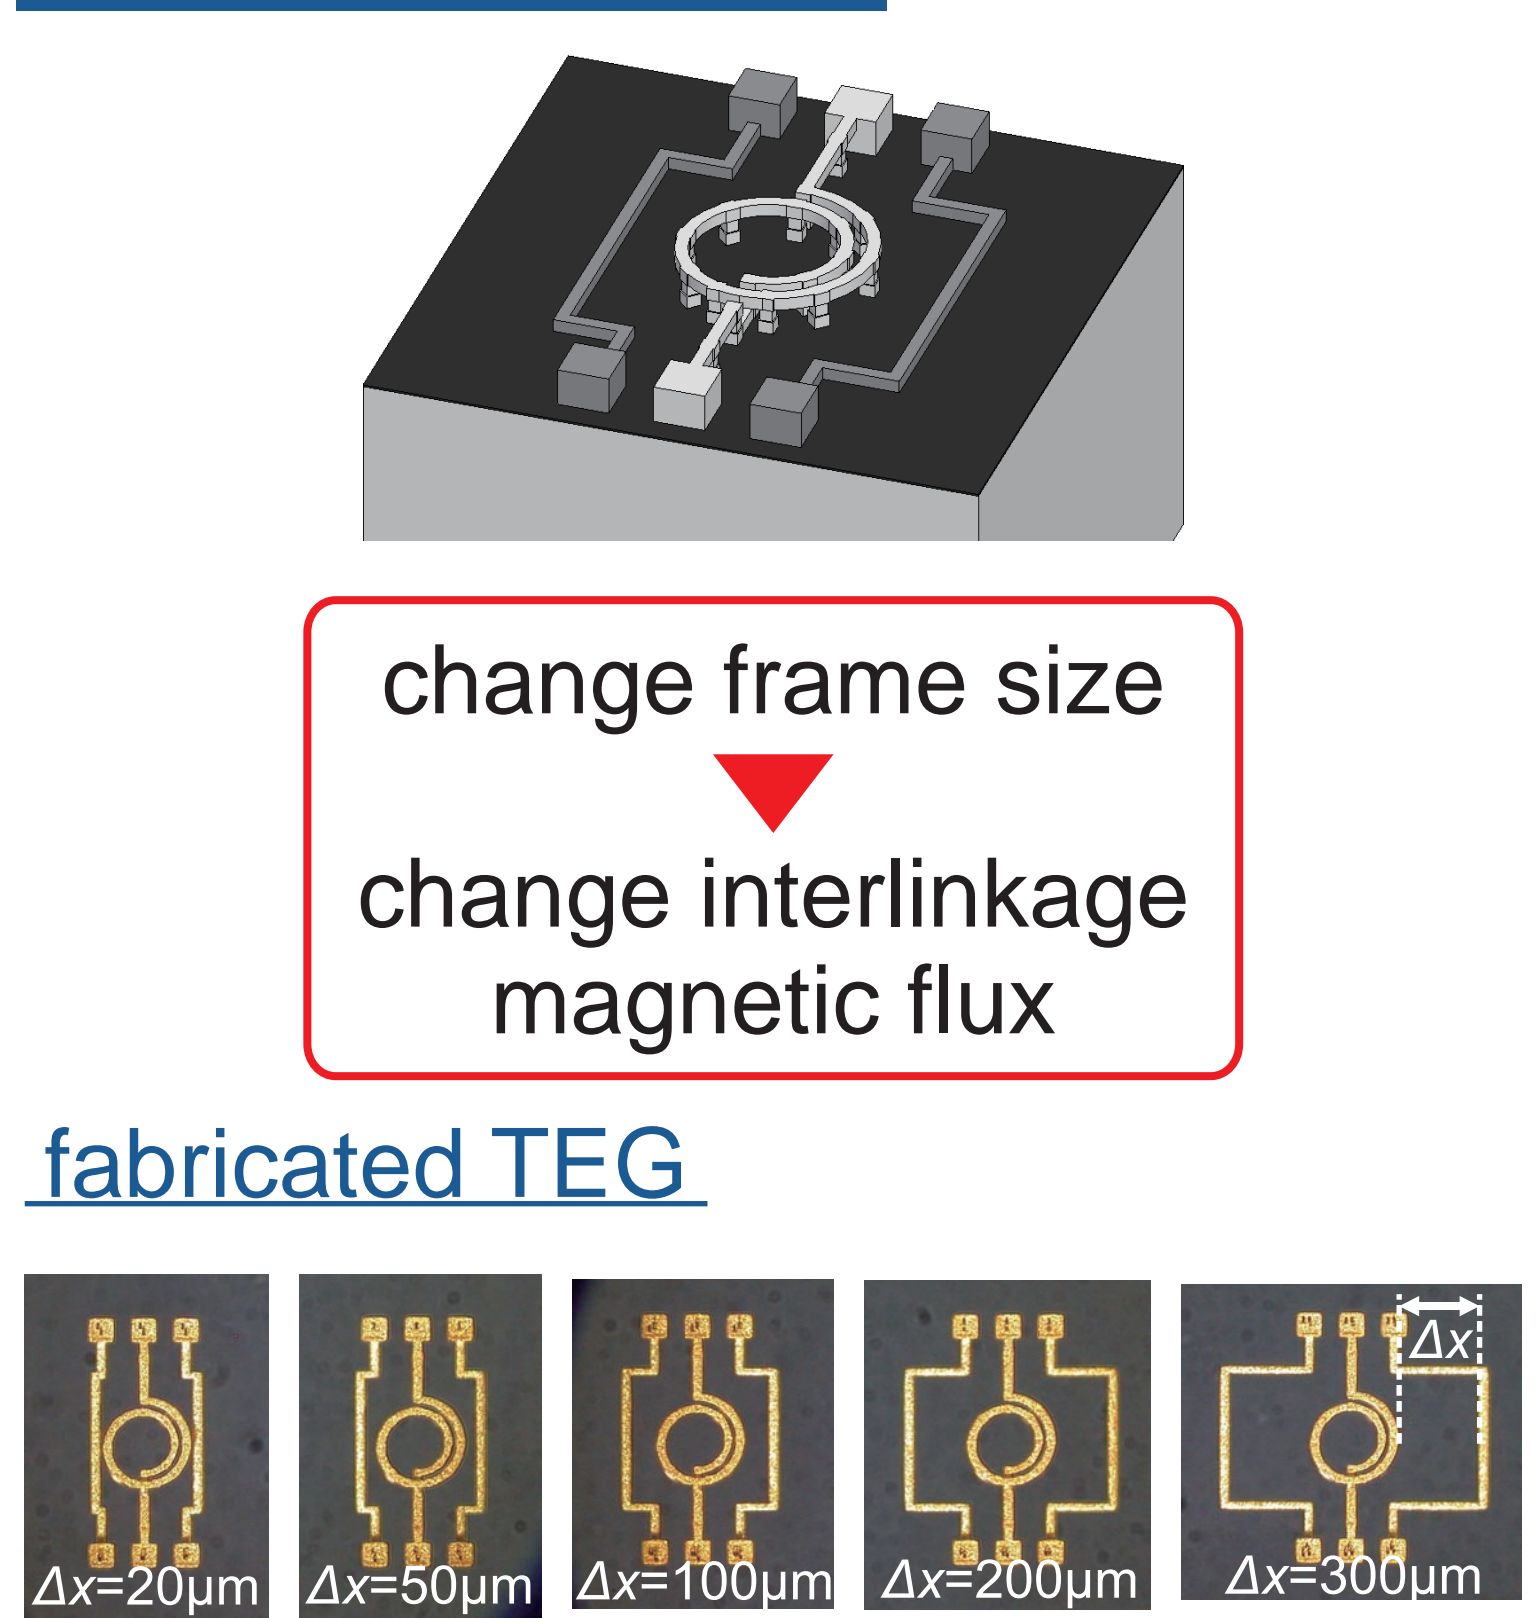 change frame size
change interlinkage
magnetic flux
fabricated TEG
Δx
Δx=20μm
Δx=50μm
Δx=100μm
Δx=200μm
Δx=300μm